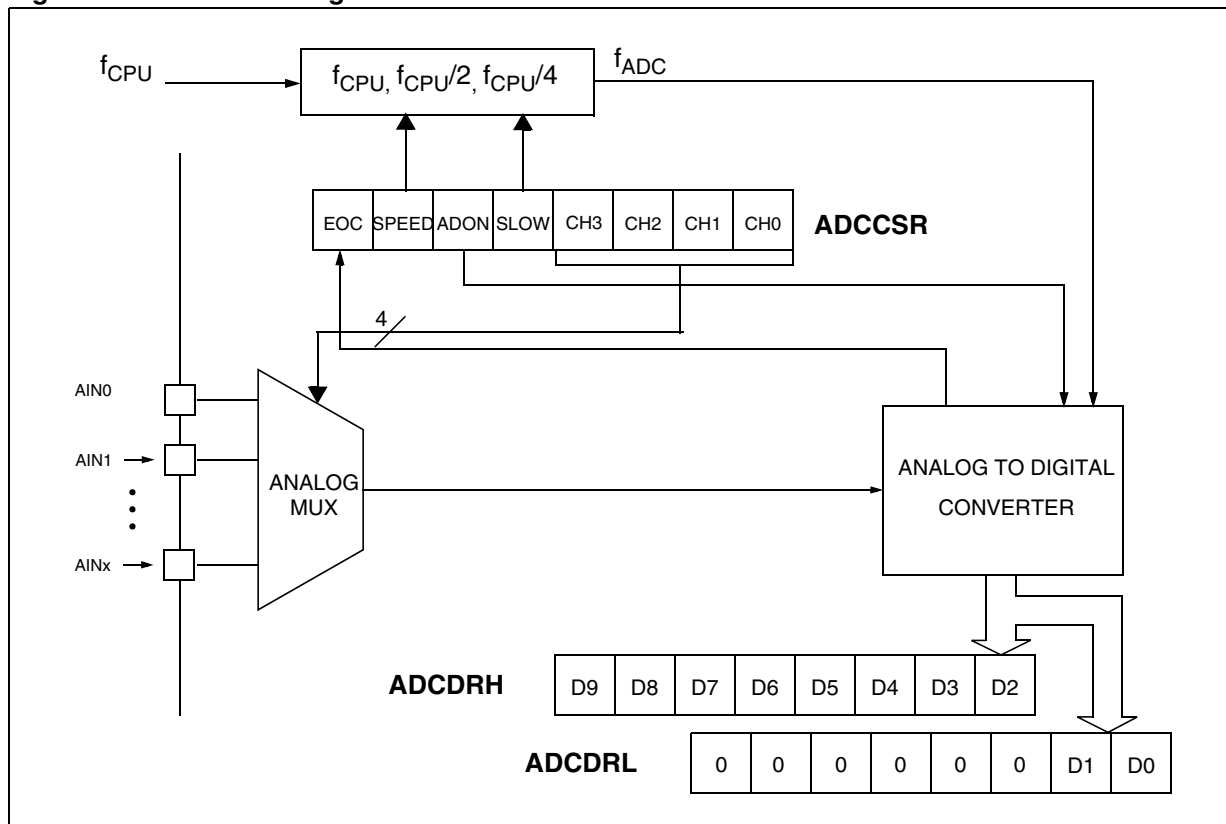 fCPU
fCPU, fCPU/2, fCPU/4
fADC
EOC SPEED ADON SLOW CH3 CH2 CH1 CH0
ADCCSR
4
AIN0
AIN1
AINx
ANALOG
MUX
ANALOG TO DIGITAL
CONVERTER
ADCDRH
D9 D8 D7 D6 D5 D4 D3 D2
ADCDRL
0 0 0 0 0 0 D1 D0